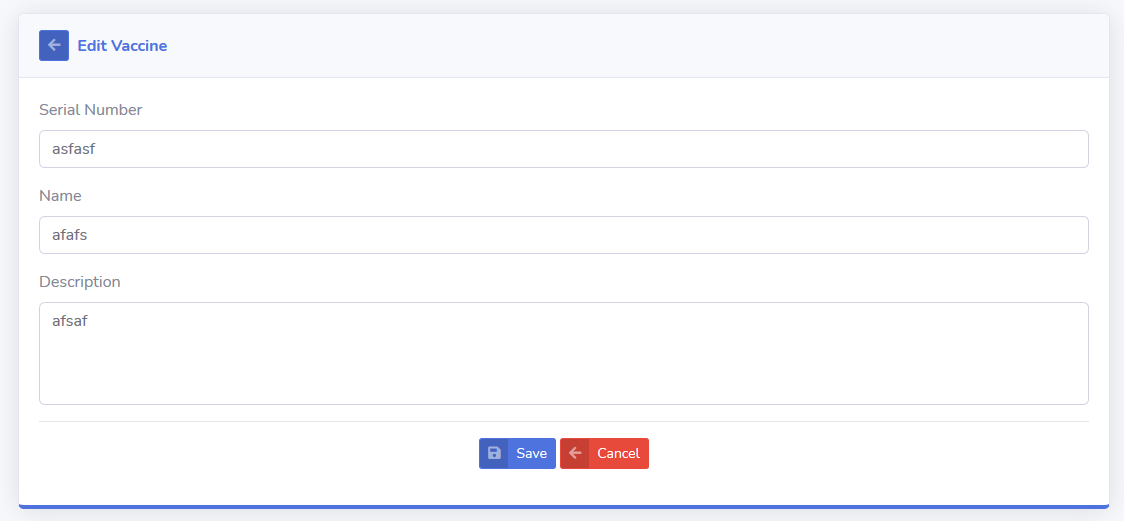 Edit Vaccine
Serial Number
asfasf
Name
afafs
Description
afsaf
Save Cancel